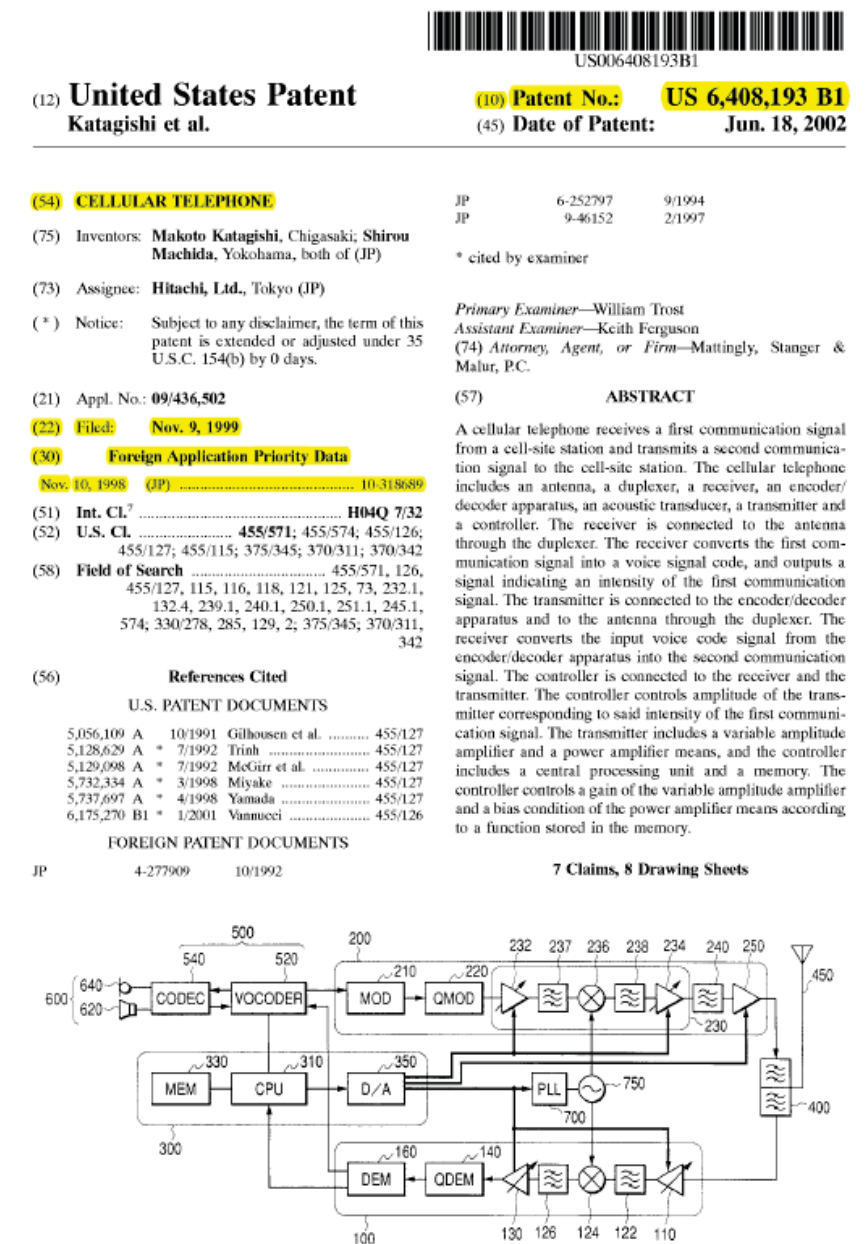 US006408193B1
(12) United States Patent
Katagishi et al.
(10) Patent No.: US 6,408,193 B1
(45) Date of Patent: Jun. 18, 2002
(54) CELLULAR TELEPHONE
(75) Inventors: Makoto Katagishi, Chigasaki; Shirou
Machida, Yokohama, both of (JP)
(73) Assignee: Hitachi, Ltd., Tokyo (JP)
( * ) Notice: Subject to any disclaimer, the term of this
patent is extended or adjusted under 35
U.S.C. 154(b) by 0 days.
(21) Appl. No.: 09/436,502
(22) Filed: Nov. 9, 1999
(30) Foreign Application Priority Data
Nov. 10, 1998 (JP) ............................................ 10-318689
(51) Int. Cl.7 ................................................ H04Q 7/32
(52) U.S. Cl. ...................... 455/571; 455/574; 455/126;
455/127; 455/115; 375/345; 370/311; 370/342
(58) Field of Search ............................ 455/571, 126,
455/127, 115, 116, 118, 121, 125, 73, 232.1,
132.4, 239.1, 240.1, 250.1, 251.1, 245.1,
574; 330/278, 285, 129, 2; 375/345; 370/311,
342
(56) References Cited
U.S. PATENT DOCUMENTS
5,056,109 A 10/1991 Gilhousen et al. .......... 455/127
5,128,629 A * 7/1992 Trinh ........................ 455/127
5,129,098 A * 7/1992 McGirr et al. .............. 455/127
5,732,334 A * 3/1998 Miyake ...................... 455/127
5,737,697 A * 4/1998 Yamada ..................... 455/127
6,175,270 B1 * 1/2001 Vannucci .................... 455/126
FOREIGN PATENT DOCUMENTS
JP 4-277909 10/1992
JP 6-252797 9/1994
JP 9-46152 2/1997
* cited by examiner
Primary Examiner—William Trost
Assistant Examiner—Keith Ferguson
(74) Attorney, Agent, or Firm—Mattingly, Stanger &
Malur, P.C.
(57) ABSTRACT
A cellular telephone receives a first communication signal
from a cell-site station and transmits a second communica-
tion signal to the cell-site station. The cellular telephone
includes an antenna, a duplexer, a receiver, an encoder/
decoder apparatus, an acoustic transducer, a transmitter and
a controller. The receiver is connected to the antenna
through the duplexer. The receiver converts the first com-
munication signal into a voice signal code, and outputs a
signal indicating an intensity of the first communication
signal. The transmitter is connected to the encoder/decoder
apparatus and to the antenna through the duplexer. The
receiver converts the input voice code signal from the
encoder/decoder apparatus into the second communication
signal. The controller is connected to the receiver and the
transmitter. The controller controls amplitude of the trans-
mitter corresponding to said intensity of the first communi-
cation signal. The transmitter includes a variable amplitude
amplifier and a power amplifier means, and the controller
includes a central processing unit and a memory. The
controller controls a gain of the variable amplitude amplifier
and a bias condition of the power amplifier means according
to a function stored in the memory.
7 Claims, 8 Drawing Sheets
500 200
540 520 210 220 232 237 236 238 234 240 250
600 640 620 CODEC VOCODER MOD QMOD 450
230
330 310 350
MEM CPU D/A PLL 750
700 400
300
160 140
DEM QDEM
100 130 126 124 122 110